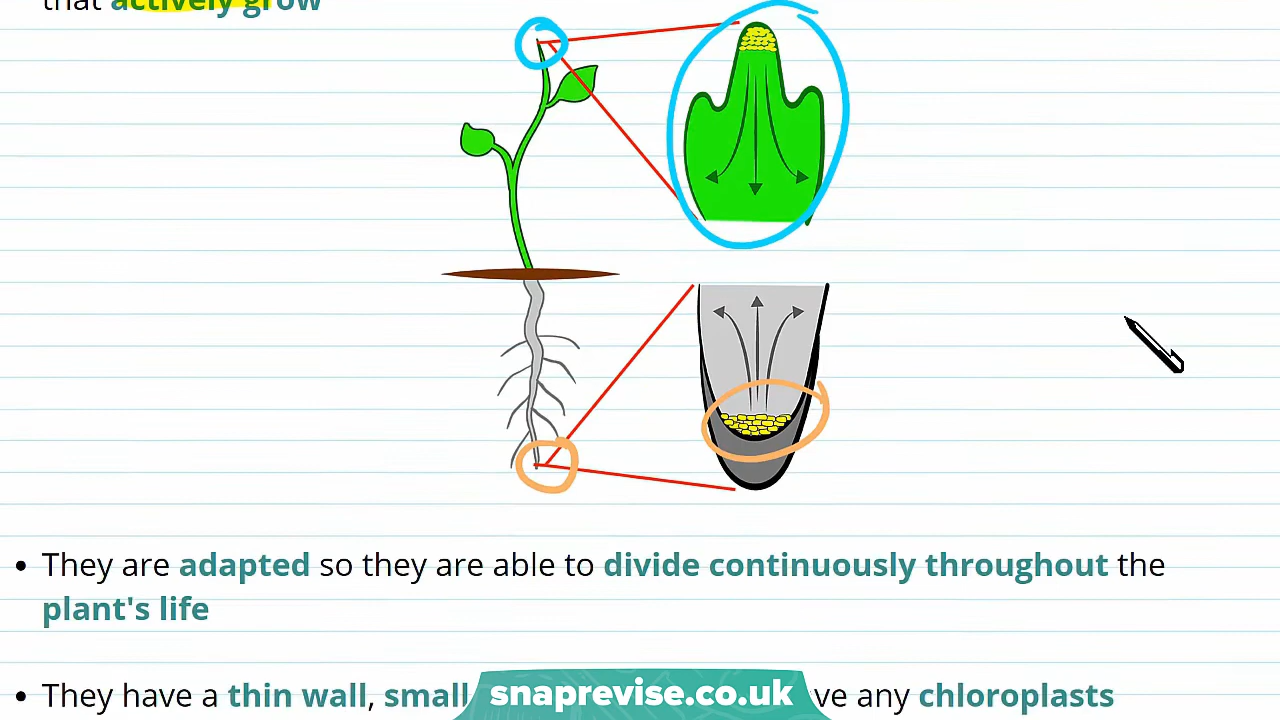 that actively grow
They are adapted so they are able to divide continuously throughout the
plant's life
They have a thin wall, small snaprevise.co.uk ve any chloroplasts